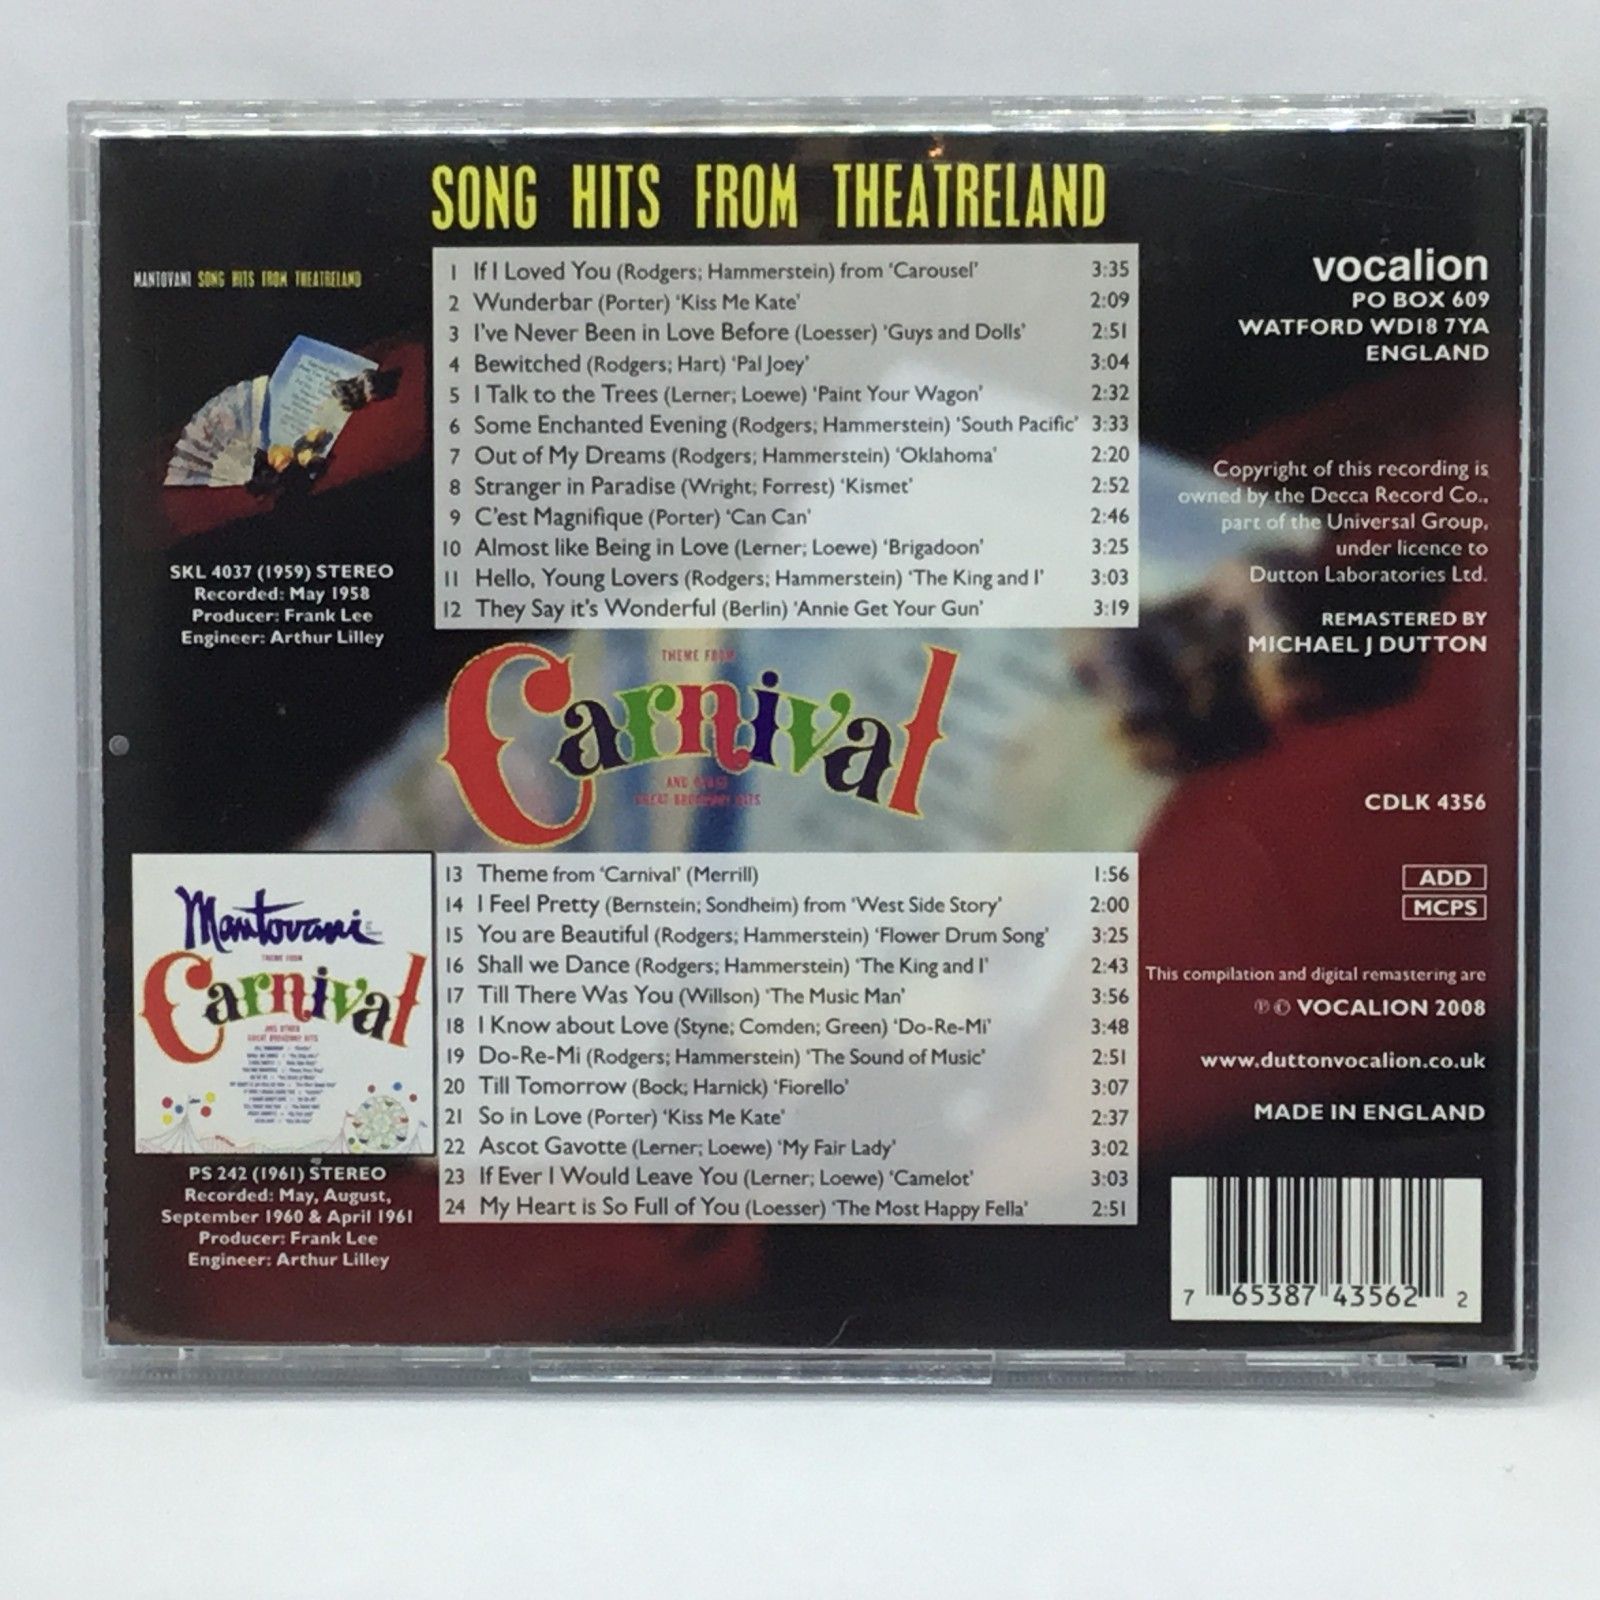 SONG HITS FROM THEATRELAND
MANTOVANI SONG HITS FROM THEATRELAND
SKL 4037 (1959) STEREO
Recorded: May 1958
Producer: Frank Lee
Engineer: Arthur Lilley
1 If I Loved You (Rodgers; Hammerstein) from 'Carousel' 3:35
2 Wunderbar (Porter) 'Kiss Me Kate' 2:09
3 I've Never Been in Love Before (Loesser) 'Guys and Dolls' 2:51
4 Bewitched (Rodgers; Hart) 'Pal Joey' 3:04
5 I Talk to the Trees (Lerner; Loewe) 'Paint Your Wagon' 2:32
6 Some Enchanted Evening (Rodgers; Hammerstein) 'South Pacific' 3:33
7 Out of My Dreams (Rodgers; Hammerstein) 'Oklahoma' 2:20
8 Stranger in Paradise (Wright; Forrest) 'Kismet' 2:52
9 C'est Magnifique (Porter) 'Can Can' 2:46
10 Almost like Being in Love (Lerner; Loewe) 'Brigadoon' 3:25
11 Hello, Young Lovers (Rodgers; Hammerstein) 'The King and I' 3:03
12 They Say it's Wonderful (Berlin) 'Annie Get Your Gun' 3:19
THEME FROM
Carnival
AND OTHER
GREAT BROADWAY HITS
Mantovani
THEME FROM
Carnival
AND OTHER
GREAT BROADWAY HITS
PS 242 (1961) STEREO
Recorded: May, August,
September 1960 & April 1961
Producer: Frank Lee
Engineer: Arthur Lilley
13 Theme from 'Carnival' (Merrill) 1:56
14 I Feel Pretty (Bernstein; Sondheim) from 'West Side Story' 2:00
15 You are Beautiful (Rodgers; Hammerstein) 'Flower Drum Song' 3:25
16 Shall we Dance (Rodgers; Hammerstein) 'The King and I' 2:43
17 Till There Was You (Willson) 'The Music Man' 3:56
18 I Know about Love (Styne; Comden; Green) 'Do-Re-Mi' 3:48
19 Do-Re-Mi (Rodgers; Hammerstein) 'The Sound of Music' 2:51
20 Till Tomorrow (Bock; Harnick) 'Fiorello' 3:07
21 So in Love (Porter) 'Kiss Me Kate' 2:37
22 Ascot Gavotte (Lerner; Loewe) 'My Fair Lady' 3:02
23 If Ever I Would Leave You (Lerner; Loewe) 'Camelot' 3:03
24 My Heart is So Full of You (Loesser) 'The Most Happy Fella' 2:51
vocalion
PO BOX 609
WATFORD WD18 7YA
ENGLAND
Copyright of this recording is
owned by the Decca Record Co.,
part of the Universal Group,
under licence to
Dutton Laboratories Ltd.
REMASTERED BY
MICHAEL J DUTTON
CDLK 4356
ADD
MCPS
This compilation and digital remastering are
℗ © VOCALION 2008
www.duttonvocalion.co.uk
MADE IN ENGLAND
7 65387 43562 2